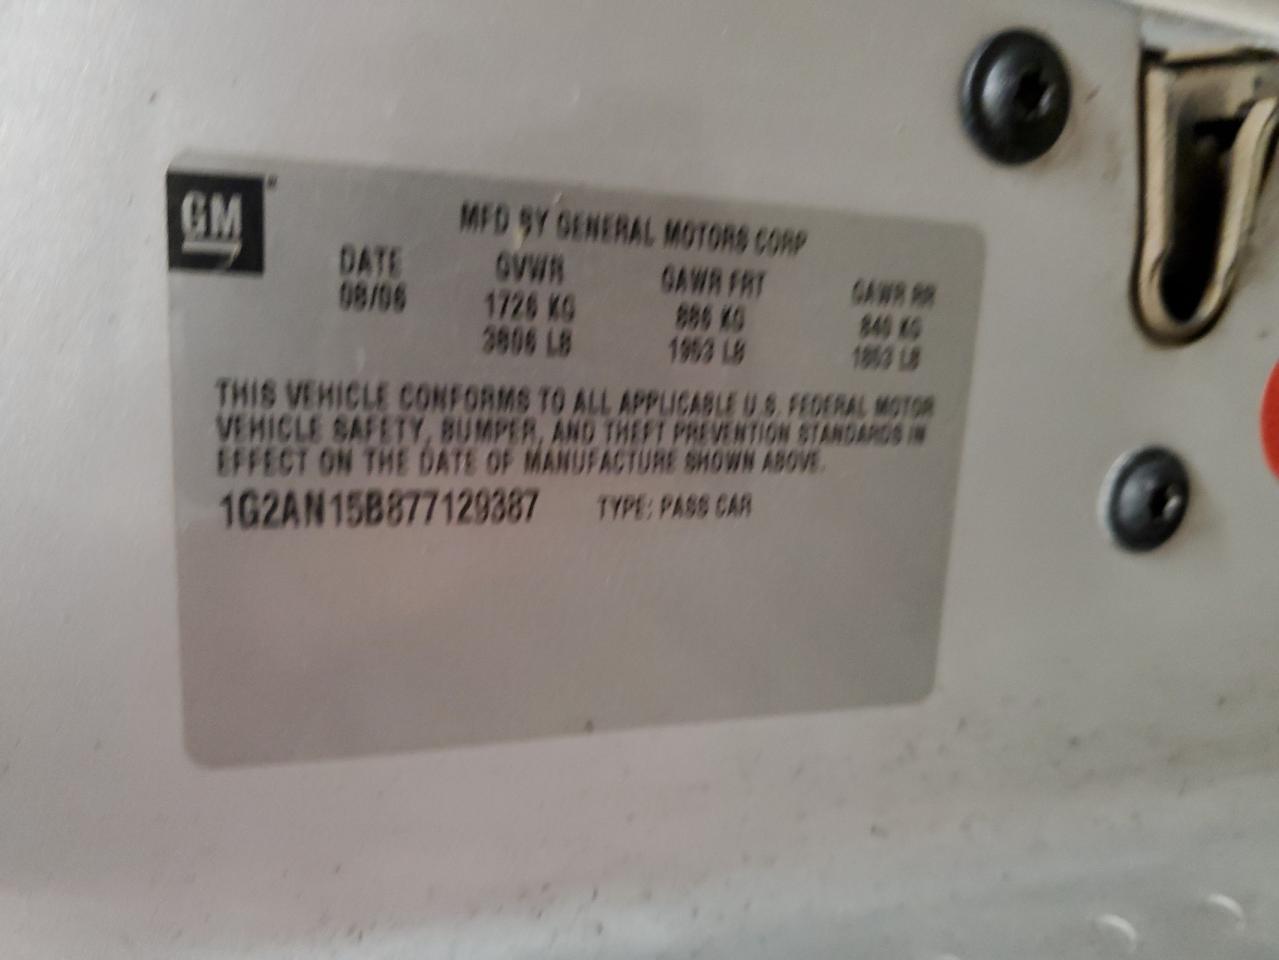 GM
MFD BY GENERAL MOTORS CORP
DATE GVWR GAWR FRT GAWR RR
08/06 1726 KG 886 KG 840 KG
3806 LB 1953 LB 1853 LB
THIS VEHICLE CONFORMS TO ALL APPLICABLE U.S. FEDERAL MOTOR
VEHICLE SAFETY, BUMPER, AND THEFT PREVENTION STANDARDS IN
EFFECT ON THE DATE OF MANUFACTURE SHOWN ABOVE.
1G2AN15B877129387 TYPE: PASS CAR